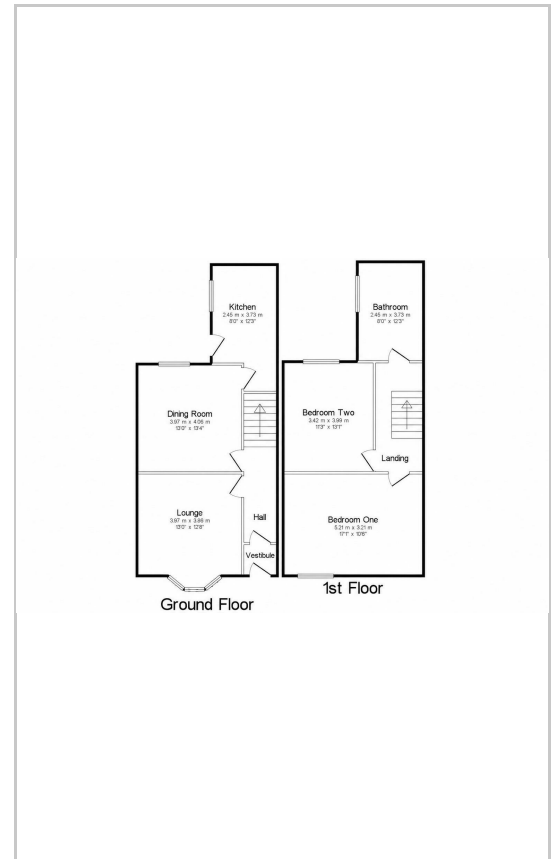 Kitchen
2.45 m x 3.73 m
8'0" x 12'3"
Dining Room
3.97 m x 4.06 m
13'0" x 13'4"
Lounge
3.97 m x 3.86 m
13'0" x 12'8"
Hall
Vestibule
Ground Floor
Bathroom
2.45 m x 3.73 m
8'0" x 12'3"
Bedroom Two
3.42 m x 3.99 m
11'3" x 13'1"
Landing
Bedroom One
5.21 m x 3.21 m
17'1" x 10'6"
1st Floor